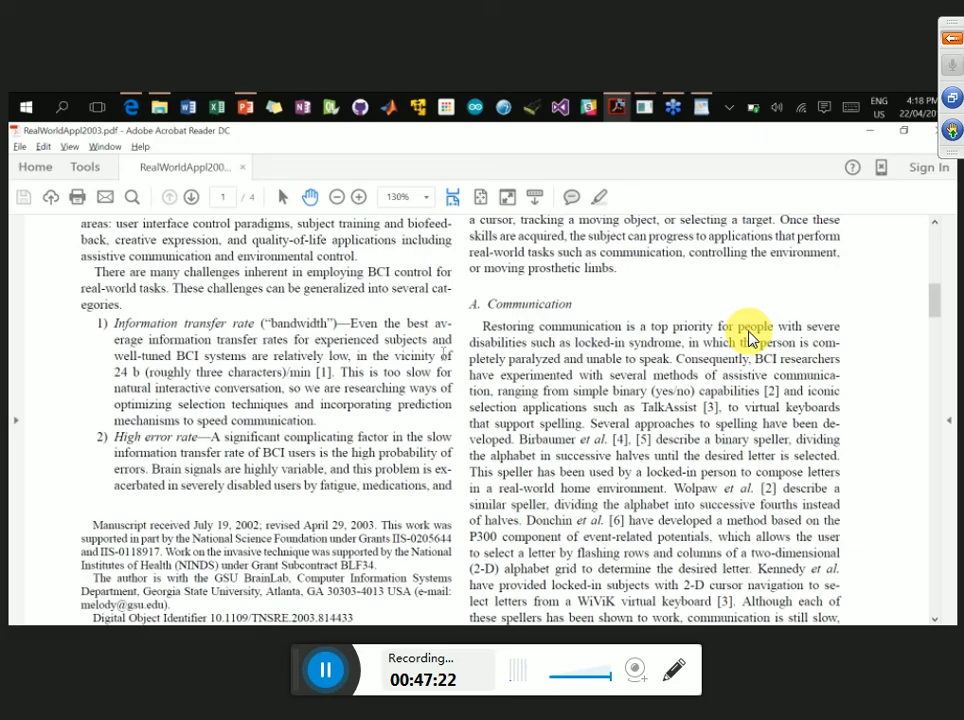 ENG
4:18 PM
US
22/04/20
RealWorldAppl2003.pdf - Adobe Acrobat Reader DC
File Edit View Window Help
Home Tools RealWorldAppl200... × Sign In
1 / 4 130%
areas: user interface control paradigms, subject training and biofeed-
back, creative expression, and quality-of-life applications including
assistive communication and environmental control.
There are many challenges inherent in employing BCI control for
real-world tasks. These challenges can be generalized into several cat-
egories.
1) Information transfer rate (“bandwidth”)—Even the best av-
erage information transfer rates for experienced subjects and
well-tuned BCI systems are relatively low, in the vicinity of
24 b (roughly three characters)/min [1]. This is too slow for
natural interactive conversation, so we are researching ways of
optimizing selection techniques and incorporating prediction
mechanisms to speed communication.
2) High error rate—A significant complicating factor in the slow
information transfer rate of BCI users is the high probability of
errors. Brain signals are highly variable, and this problem is ex-
acerbated in severely disabled users by fatigue, medications, and
Manuscript received July 19, 2002; revised April 29, 2003. This work was
supported in part by the National Science Foundation under Grants IIS-0205644
and IIS-0118917. Work on the invasive technique was supported by the National
Institutes of Health (NINDS) under Grant Subcontract BLF34.
The author is with the GSU BrainLab, Computer Information Systems
Department, Georgia State University, Atlanta, GA 30303-4013 USA (e-mail:
melody@gsu.edu).
Digital Object Identifier 10.1109/TNSRE.2003.814433
a cursor, tracking a moving object, or selecting a target. Once these
skills are acquired, the subject can progress to applications that perform
real-world tasks such as communication, controlling the environment,
or moving prosthetic limbs.
A. Communication
Restoring communication is a top priority for people with severe
disabilities such as locked-in syndrome, in which the person is com-
pletely paralyzed and unable to speak. Consequently, BCI researchers
have experimented with several methods of assistive communica-
tion, ranging from simple binary (yes/no) capabilities [2] and iconic
selection applications such as TalkAssist [3], to virtual keyboards
that support spelling. Several approaches to spelling have been de-
veloped. Birbaumer et al. [4], [5] describe a binary speller, dividing
the alphabet in successive halves until the desired letter is selected.
This speller has been used by a locked-in person to compose letters
in a real-world home environment. Wolpaw et al. [2] describe a
similar speller, dividing the alphabet into successive fourths instead
of halves. Donchin et al. [6] have developed a method based on the
P300 component of event-related potentials, which allows the user
to select a letter by flashing rows and columns of a two-dimensional
(2-D) alphabet grid to determine the desired letter. Kennedy et al.
have provided locked-in subjects with 2-D cursor navigation to se-
lect letters from a WiViK virtual keyboard [3]. Although each of
these spellers has been shown to work, communication is still slow,
Recording...
00:47:22